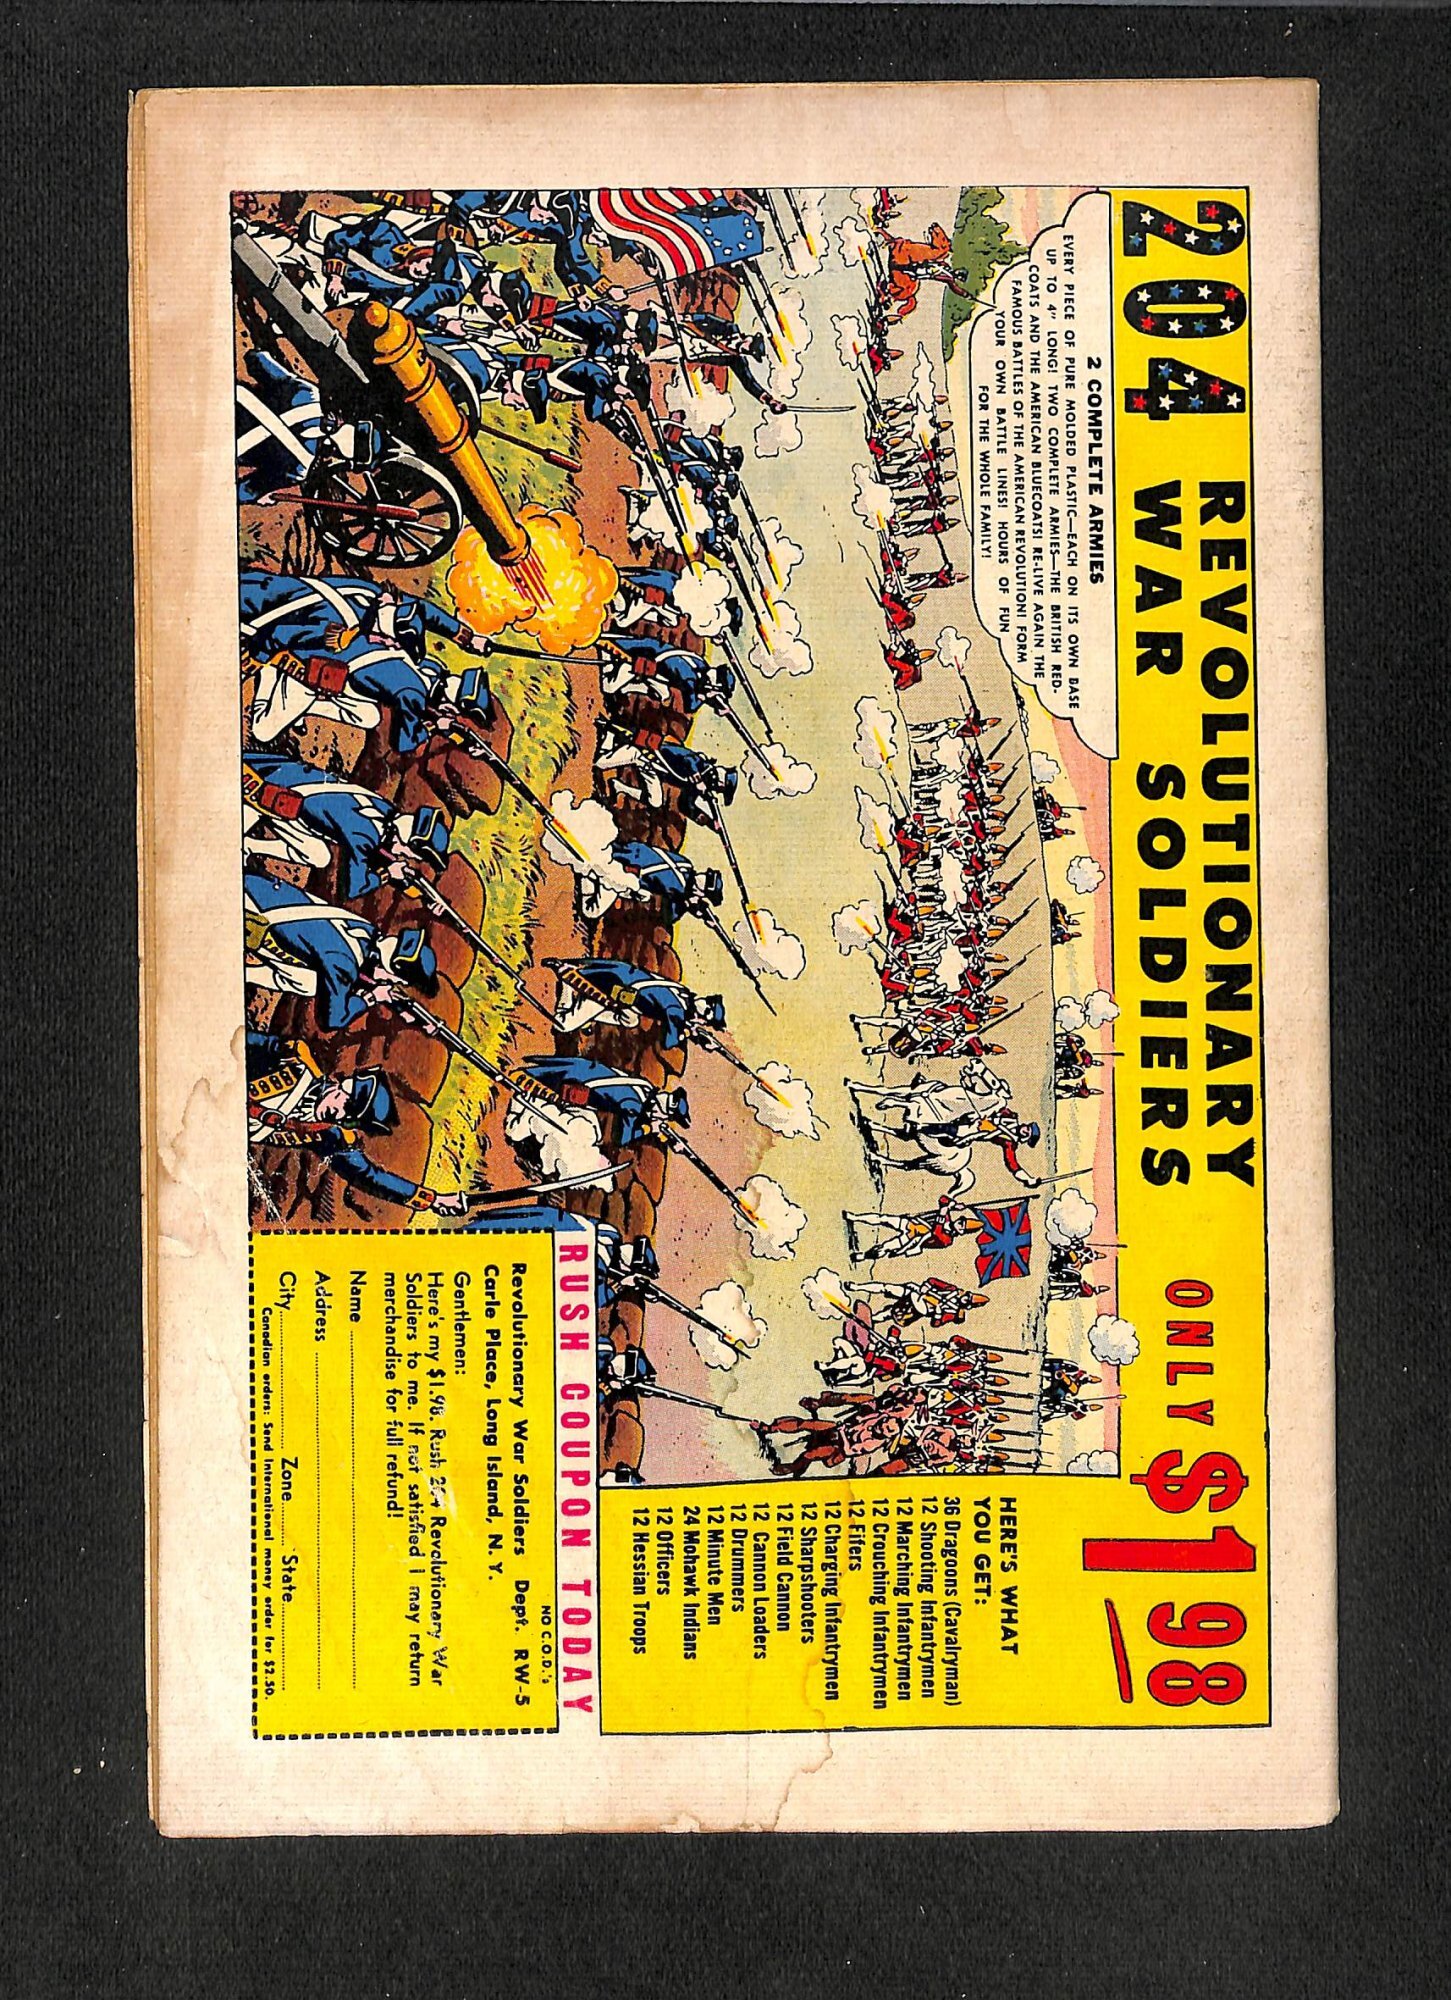 204 REVOLUTIONARY
WAR SOLDIERS
ONLY $1 98
2 COMPLETE ARMIES
EVERY PIECE OF PURE MOLDED PLASTIC—EACH ON ITS OWN BASE
UP TO 4" LONG! TWO COMPLETE ARMIES—THE BRITISH RED-
COATS AND THE AMERICAN BLUECOATS! RE-LIVE AGAIN THE
FAMOUS BATTLES OF THE AMERICAN REVOLUTION! FORM
YOUR OWN BATTLE LINES! HOURS OF FUN
FOR THE WHOLE FAMILY!
HERE'S WHAT
YOU GET:
36 Dragoons (Cavalryman)
12 Shooting Infantrymen
12 Marching Infantrymen
12 Crouching Infantrymen
12 Fifers
12 Charging Infantrymen
12 Sharpshooters
12 Field Cannon
12 Cannon Loaders
12 Drummers
12 Minute Men
24 Mohawk Indians
12 Officers
12 Hessian Troops
RUSH COUPON TODAY
NO C.O.D.'s
Revolutionary War Soldiers Dept. RW-5
Carle Place, Long Island, N. Y.
Gentlemen:
Here's my $1.98. Rush 204 Revolutionary War
Soldiers to me. If not satisfied I may return
merchandise for full refund!
Name
Address
City Zone State
Canadian orders: Send International money order for $2.50.